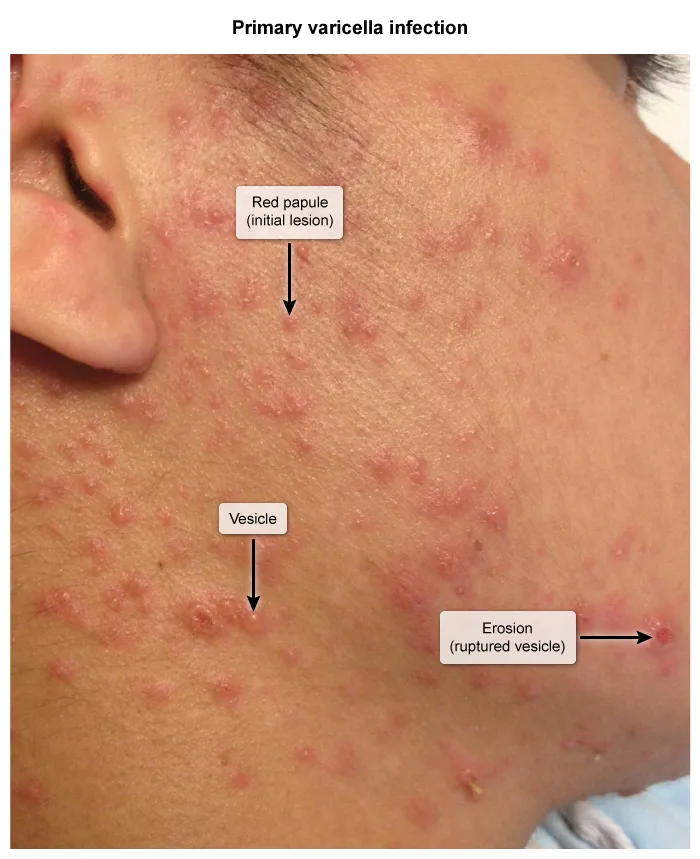 Primary varicella infection
Red papule
(initial lesion)
Vesicle
Erosion
(ruptured vesicle)